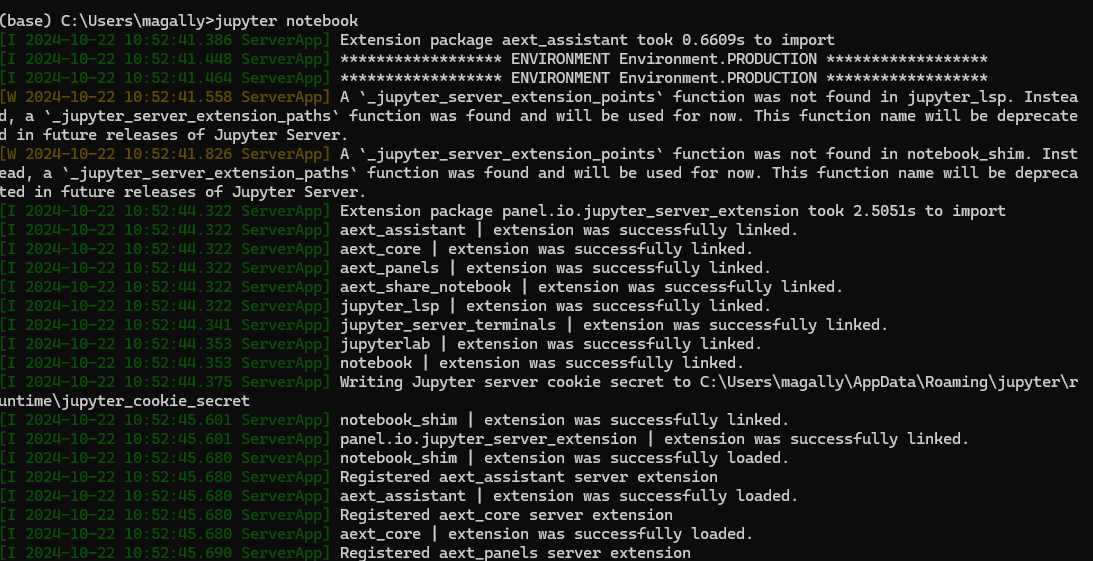 (base) C:\Users\magally>jupyter notebook
[I 2024-10-22 10:52:41.386 ServerApp] Extension package aext_assistant took 0.6609s to import
[I 2024-10-22 10:52:41.448 ServerApp] ****************** ENVIRONMENT Environment.PRODUCTION ******************
[I 2024-10-22 10:52:41.464 ServerApp] ****************** ENVIRONMENT Environment.PRODUCTION ******************
[W 2024-10-22 10:52:41.558 ServerApp] A `_jupyter_server_extension_points` function was not found in jupyter_lsp. Instea
d, a `_jupyter_server_extension_paths` function was found and will be used for now. This function name will be deprecate
d in future releases of Jupyter Server.
[W 2024-10-22 10:52:41.826 ServerApp] A `_jupyter_server_extension_points` function was not found in notebook_shim. Inst
ead, a `_jupyter_server_extension_paths` function was found and will be used for now. This function name will be depreca
ted in future releases of Jupyter Server.
[I 2024-10-22 10:52:44.322 ServerApp] Extension package panel.io.jupyter_server_extension took 2.5051s to import
[I 2024-10-22 10:52:44.322 ServerApp] aext_assistant | extension was successfully linked.
[I 2024-10-22 10:52:44.322 ServerApp] aext_core | extension was successfully linked.
[I 2024-10-22 10:52:44.322 ServerApp] aext_panels | extension was successfully linked.
[I 2024-10-22 10:52:44.322 ServerApp] aext_share_notebook | extension was successfully linked.
[I 2024-10-22 10:52:44.322 ServerApp] jupyter_lsp | extension was successfully linked.
[I 2024-10-22 10:52:44.341 ServerApp] jupyter_server_terminals | extension was successfully linked.
[I 2024-10-22 10:52:44.353 ServerApp] jupyterlab | extension was successfully linked.
[I 2024-10-22 10:52:44.353 ServerApp] notebook | extension was successfully linked.
[I 2024-10-22 10:52:44.375 ServerApp] Writing Jupyter server cookie secret to C:\Users\magally\AppData\Roaming\jupyter\r
untime\jupyter_cookie_secret
[I 2024-10-22 10:52:45.601 ServerApp] notebook_shim | extension was successfully linked.
[I 2024-10-22 10:52:45.601 ServerApp] panel.io.jupyter_server_extension | extension was successfully linked.
[I 2024-10-22 10:52:45.680 ServerApp] notebook_shim | extension was successfully loaded.
[I 2024-10-22 10:52:45.680 ServerApp] Registered aext_assistant server extension
[I 2024-10-22 10:52:45.680 ServerApp] aext_assistant | extension was successfully loaded.
[I 2024-10-22 10:52:45.680 ServerApp] Registered aext_core server extension
[I 2024-10-22 10:52:45.680 ServerApp] aext_core | extension was successfully loaded.
[I 2024-10-22 10:52:45.690 ServerApp] Registered aext_panels server extension